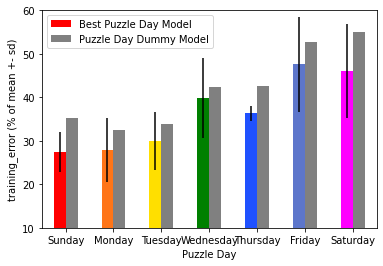 60
50
40
30
20
10
training_error (% of mean +- sd)
Best Puzzle Day Model
Puzzle Day Dummy Model
Sunday Monday Tuesday Wednesday Thursday Friday Saturday
Puzzle Day